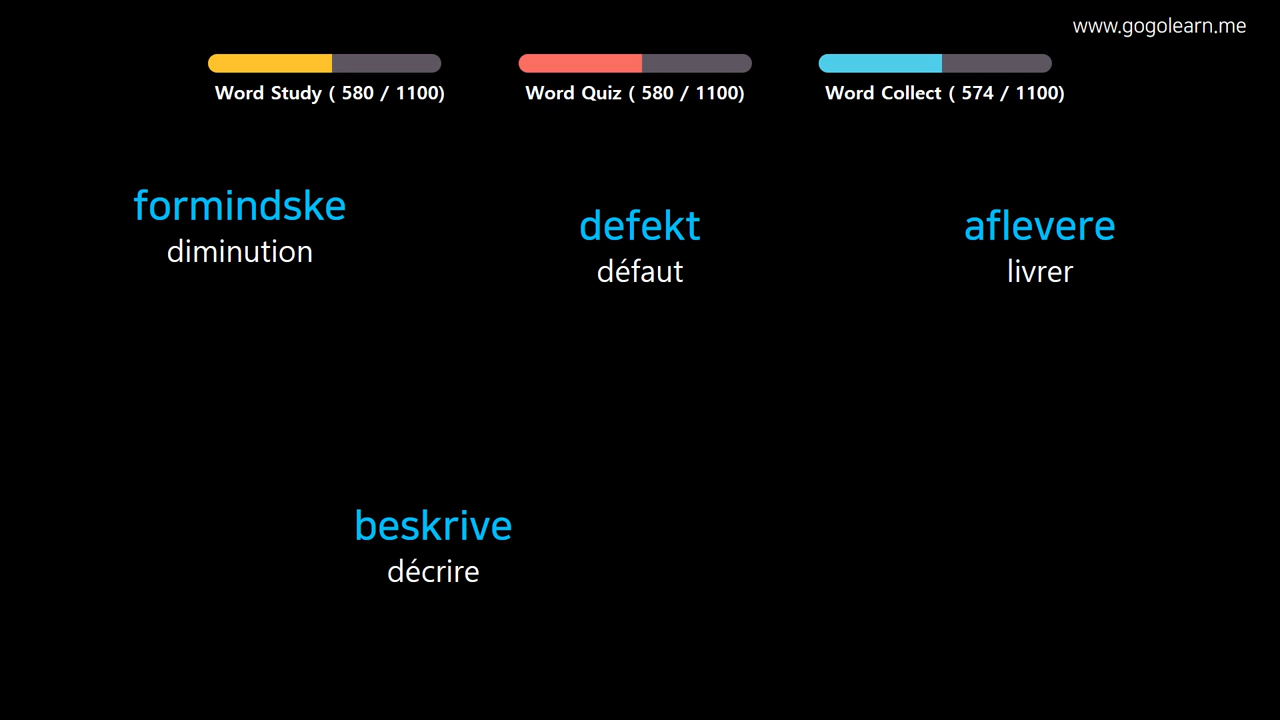 www.gogolearn.me
Word Study ( 580 / 1100)
Word Quiz ( 580 / 1100)
Word Collect ( 574 / 1100)
formindske
diminution
defekt
défaut
aflevere
livrer
beskrive
décrire